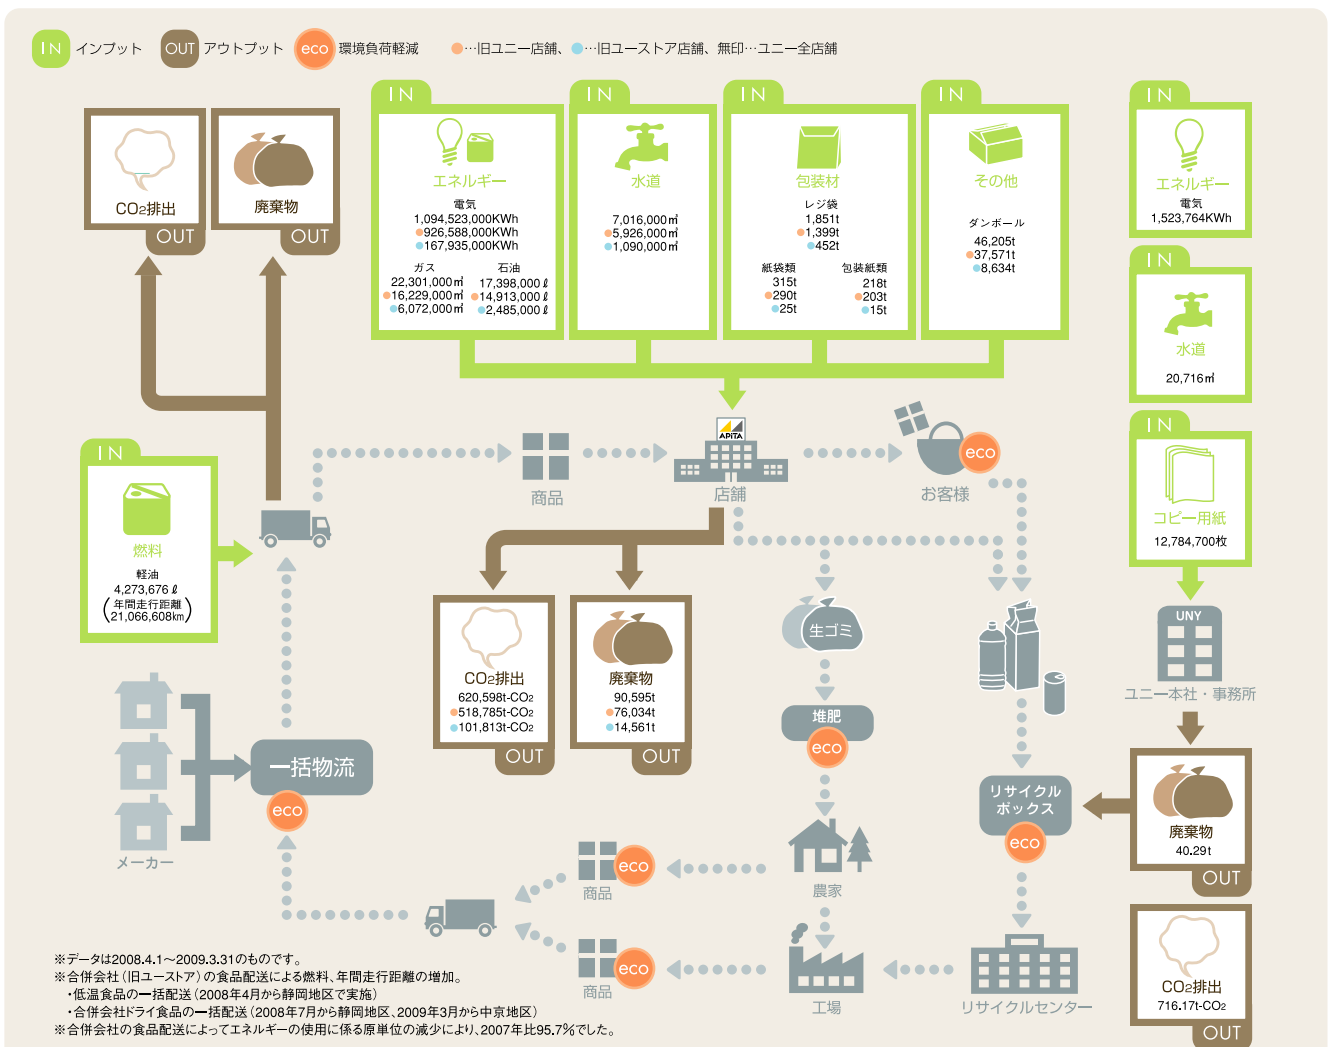 IN インプット OUT アウトプット eco 環境負荷軽減 ●…旧ユニー店舗、●…旧ユーストア店舗、無印…ユニー全店舗
CO2排出
OUT
廃棄物
OUT
IN
エネルギー
電気
1,094,523,000KWh
●926,588,000KWh
●167,935,000KWh
ガス
22,301,000㎥
●16,229,000㎥
●6,072,000㎥
石油
17,398,000ℓ
●14,913,000ℓ
●2,485,000ℓ
IN
水道
7,016,000㎥
●5,926,000㎥
●1,090,000㎥
IN
包装材
レジ袋
1,851t
●1,399t
●452t
紙袋類
315t
●290t
●25t
包装紙類
218t
●203t
●15t
IN
その他
ダンボール
46,205t
●37,571t
●8,634t
IN
エネルギー
電気
1,523,764KWh
IN
水道
20,716㎥
IN
コピー用紙
12,784,700枚
UNY
ユニー本社・事務所
廃棄物
40.29t
OUT
CO2排出
716.17t-CO2
OUT
IN
燃料
軽油
4,273,676ℓ
(年間走行距離
21,066,608km)
商品
APiTA
店舗
eco
お客様
CO2排出
620,598t-CO2
●518,785t-CO2
●101,813t-CO2
OUT
廃棄物
90,595t
●76,034t
●14,561t
OUT
生ゴミ
堆肥
eco
農家
工場
リサイクル
ボックス
eco
リサイクルセンター
メーカー
一括物流
eco
eco
商品
eco
商品
※データは2008.4.1〜2009.3.31のものです。
※合併会社(旧ユーストア)の食品配送による燃料、年間走行距離の増加。
・低温食品の一括配送(2008年4月から静岡地区で実施)
・合併会社ドライ食品の一括配送(2008年7月から静岡地区、2009年3月から中京地区)
※合併会社の食品配送によってエネルギーの使用に係る原単位の減少により、2007年比95.7%でした。